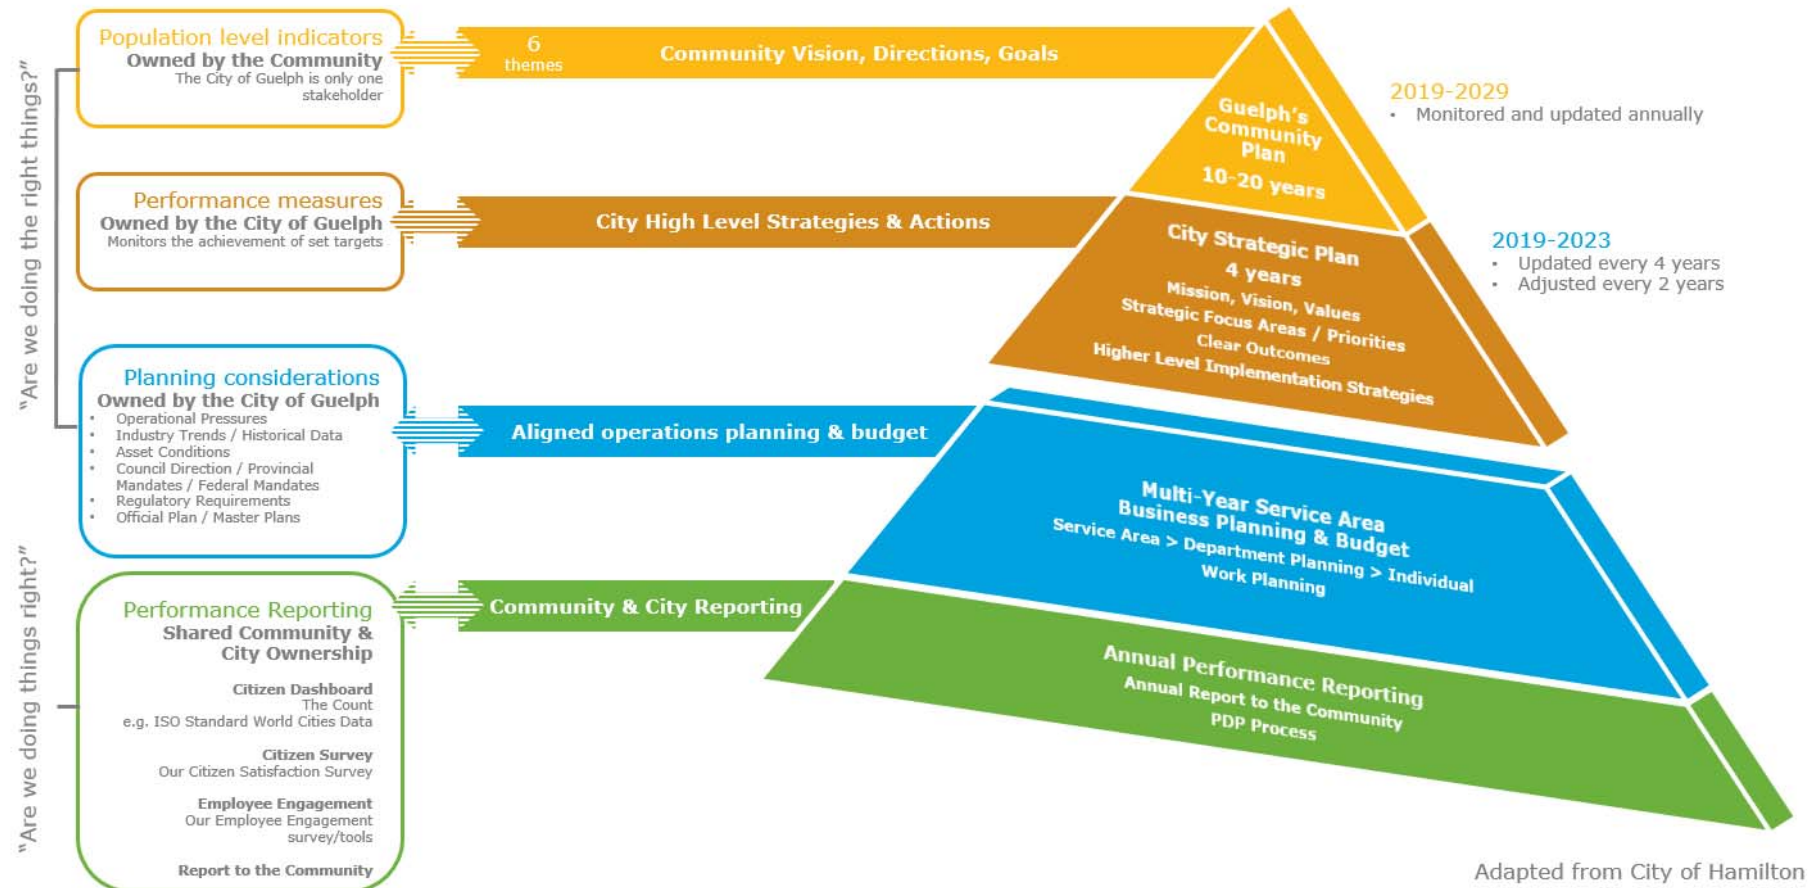 "Are we doing the right things?"
Population level indicators
Owned by the Community
The City of Guelph is only one
stakeholder
6
themes
Community Vision, Directions, Goals
Guelph's
Community
Plan
10-20 years
2019-2029
• Monitored and updated annually
Performance measures
Owned by the City of Guelph
Monitors the achievement of set targets
City High Level Strategies & Actions
City Strategic Plan
4 years
Mission, Vision, Values
Strategic Focus Areas / Priorities
Clear Outcomes
Higher Level Implementation Strategies
2019-2023
• Updated every 4 years
• Adjusted every 2 years
Planning considerations
Owned by the City of Guelph
• Operational Pressures
• Industry Trends / Historical Data
• Asset Conditions
• Council Direction / Provincial
Mandates / Federal Mandates
• Regulatory Requirements
• Official Plan / Master Plans
Aligned operations planning & budget
Multi-Year Service Area
Business Planning & Budget
Service Area > Department Planning > Individual
Work Planning
"Are we doing things right?"
Performance Reporting
Shared Community &
City Ownership
Citizen Dashboard
The Count
e.g. ISO Standard World Cities Data
Citizen Survey
Our Citizen Satisfaction Survey
Employee Engagement
Our Employee Engagement
survey/tools
Report to the Community
Community & City Reporting
Annual Performance Reporting
Annual Report to the Community
PDP Process
Adapted from City of Hamilton